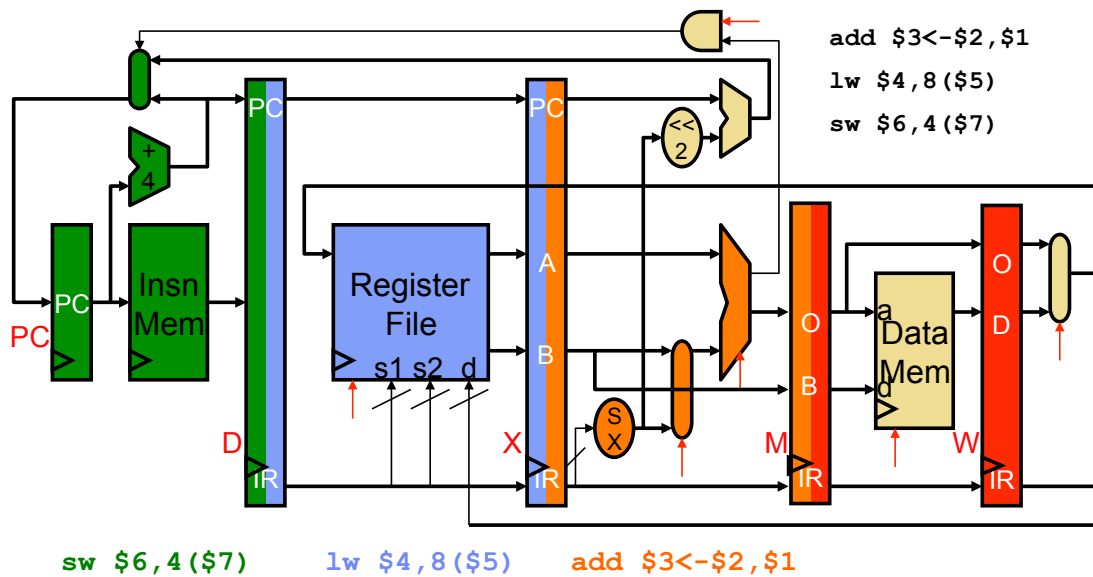 add $3<-$2,$1
lw $4,8($5)
sw $6,4($7)
PC
PC
<<
2
+
4
PC
Insn
Mem
Register
File
A
O
a
Data
Mem
O
PC
B
D
s1 s2 d
B
d
S
X
D
X
M
W
IR
IR
IR
IR
sw $6,4($7)
lw $4,8($5)
add $3<-$2,$1